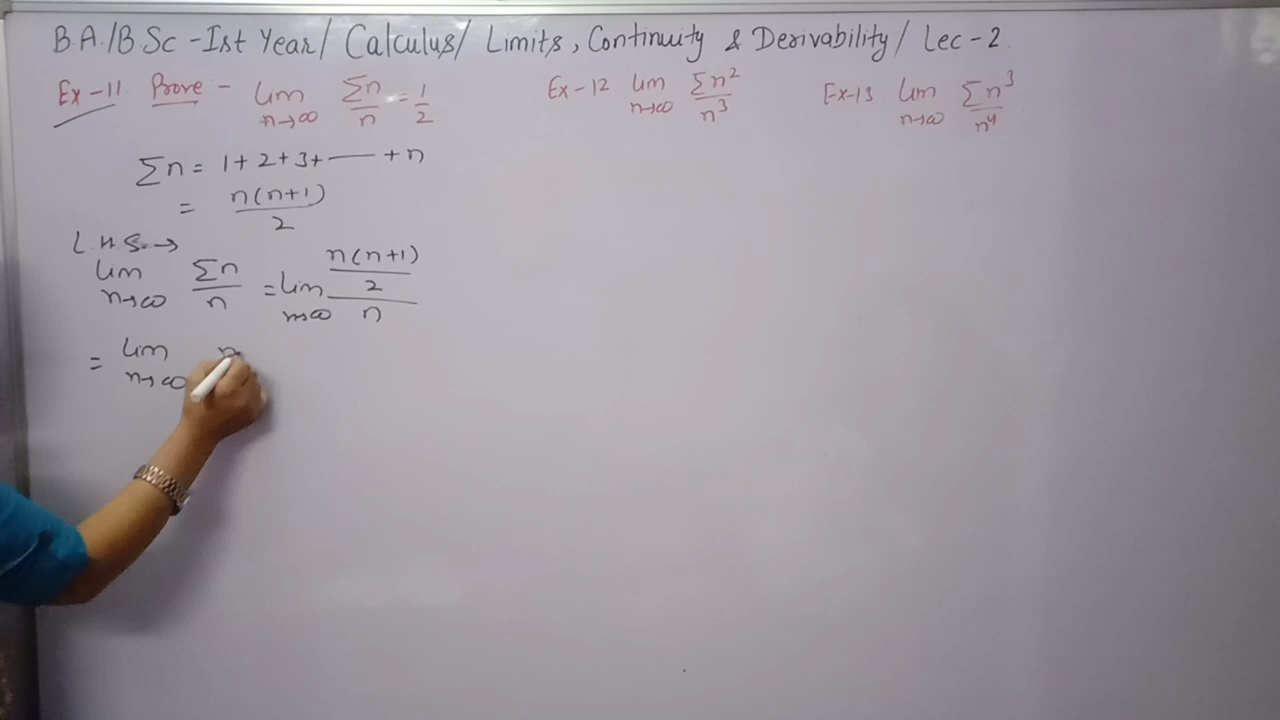 B.A./B.Sc - Ist Year/ Calculus/ Limits, Continuity & Derivability/ Lec - 2.
Ex - 11 Prove - lim n→∞ Σn/n = 1/2
Ex - 12 lim n→∞ Σn²/n³
Ex-13 lim n→∞ Σn³/n⁴
Σn = 1+2+3+ —— +n
= n(n+1)/2
L.H.S. →
lim n→∞ Σn/n = lim n→∞ n(n+1)/2/n
= lim n→∞ n